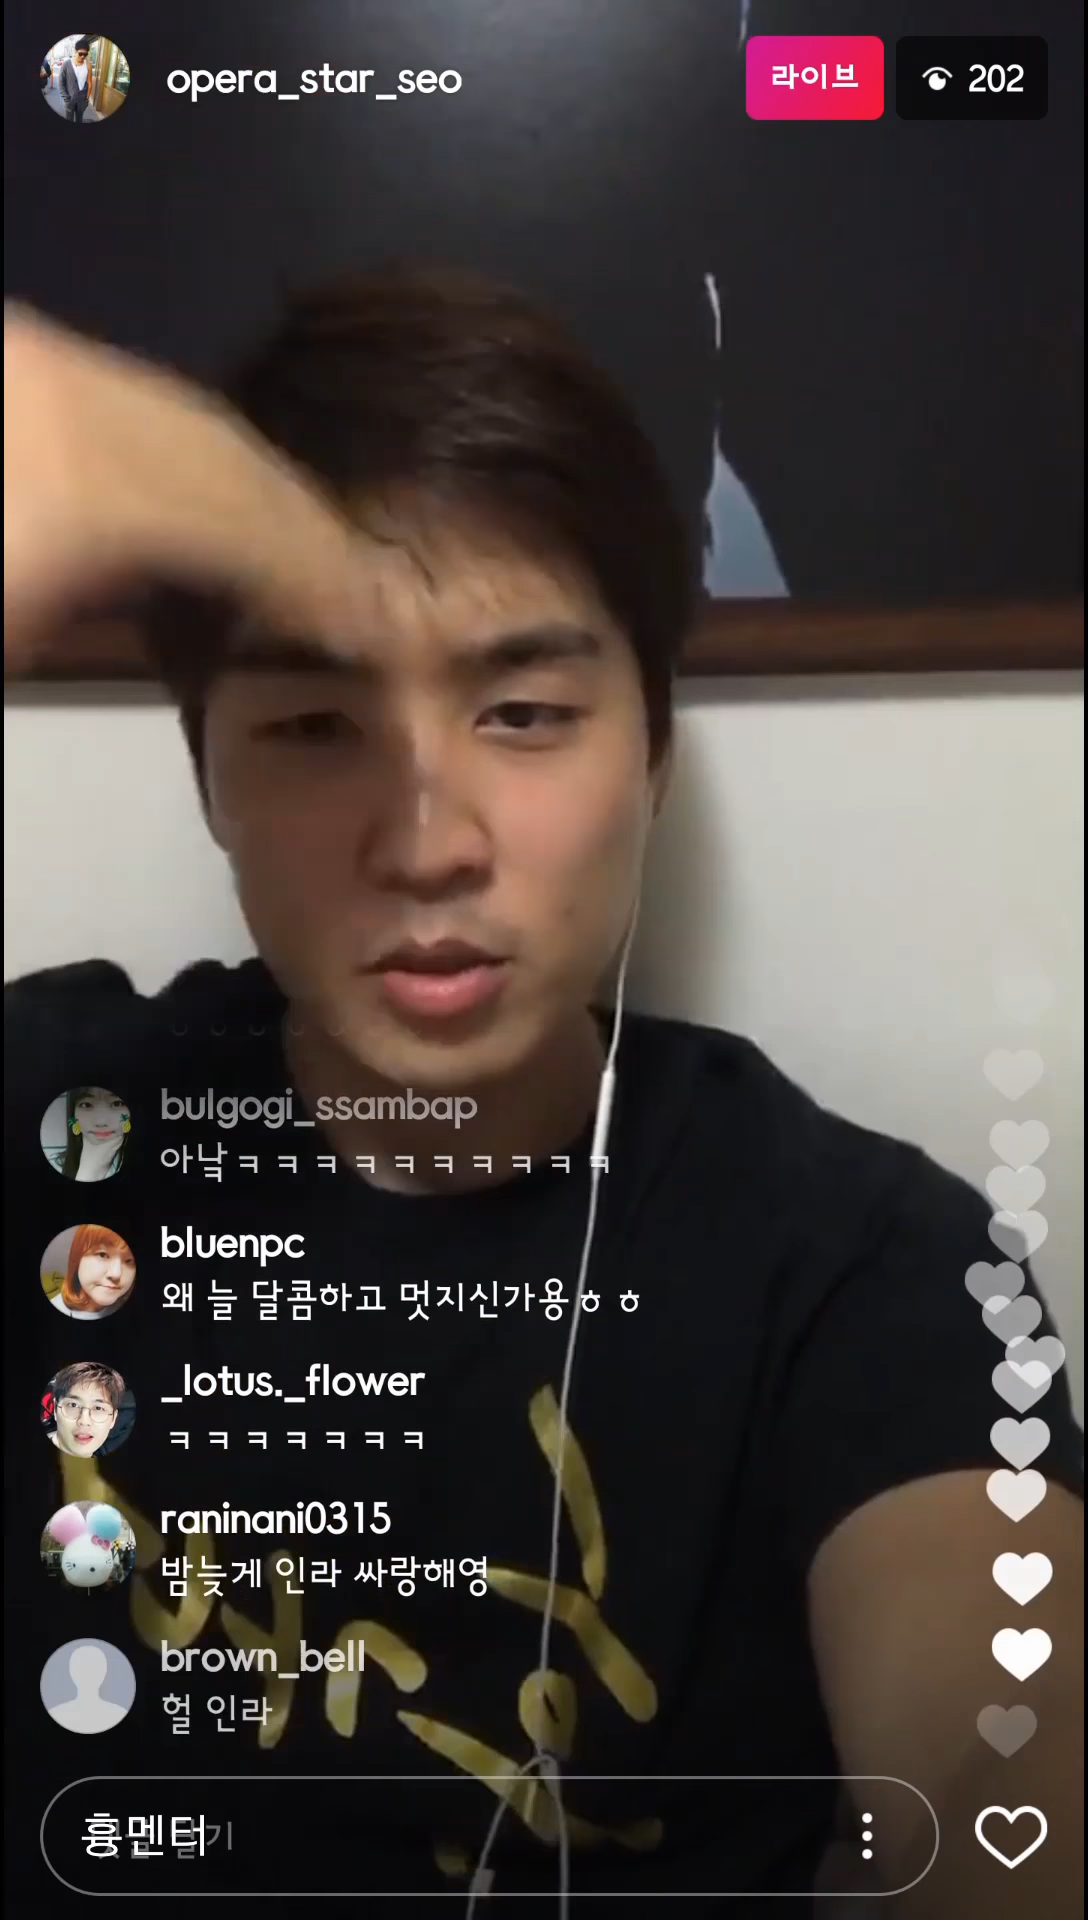 opera_star_seo
라이브
202
bulgogi_ssambap
아낰ㅋㅋㅋㅋㅋㅋㅋㅋㅋㅋ
bluenpc
왜 늘 달콤하고 멋지신가용ㅎㅎ
_lotus._flower
ㅋㅋㅋㅋㅋㅋㅋ
raninani0315
밤늦게 인라 싸랑해영
brown_bell
헐 인라
흥멘터